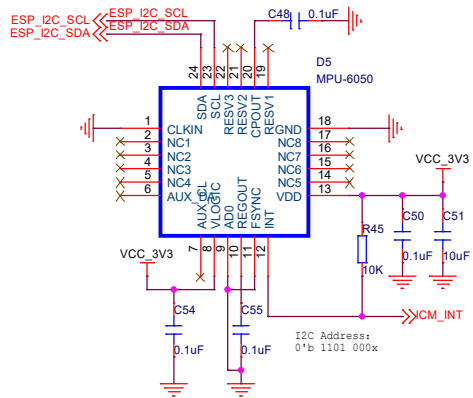 ESP_I2C_SCL ESP_I2C_SCL
ESP_I2C_SDA ESP_I2C_SDA
C48 0.1uF
D5
MPU-6050
24 23 22 21 20 19
SDA SCL RESV3 RESV2 CPOUT RESV1
1 CLKIN GND 18
2 NC1 NC8 17
3 NC2 NC7 16
4 NC3 NC6 15
5 NC4 NC5 14
6 AUX_DA VDD 13
AUX_CL VLOGIC AD0 REGOUT FSYNC INT
7 8 9 10 11 12
VCC_3V3
VCC_3V3
R45
10K
C50
0.1uF
C51
10uF
ICM_INT
C54
0.1uF
C55
0.1uF
I2C Address:
0'b 1101 000x